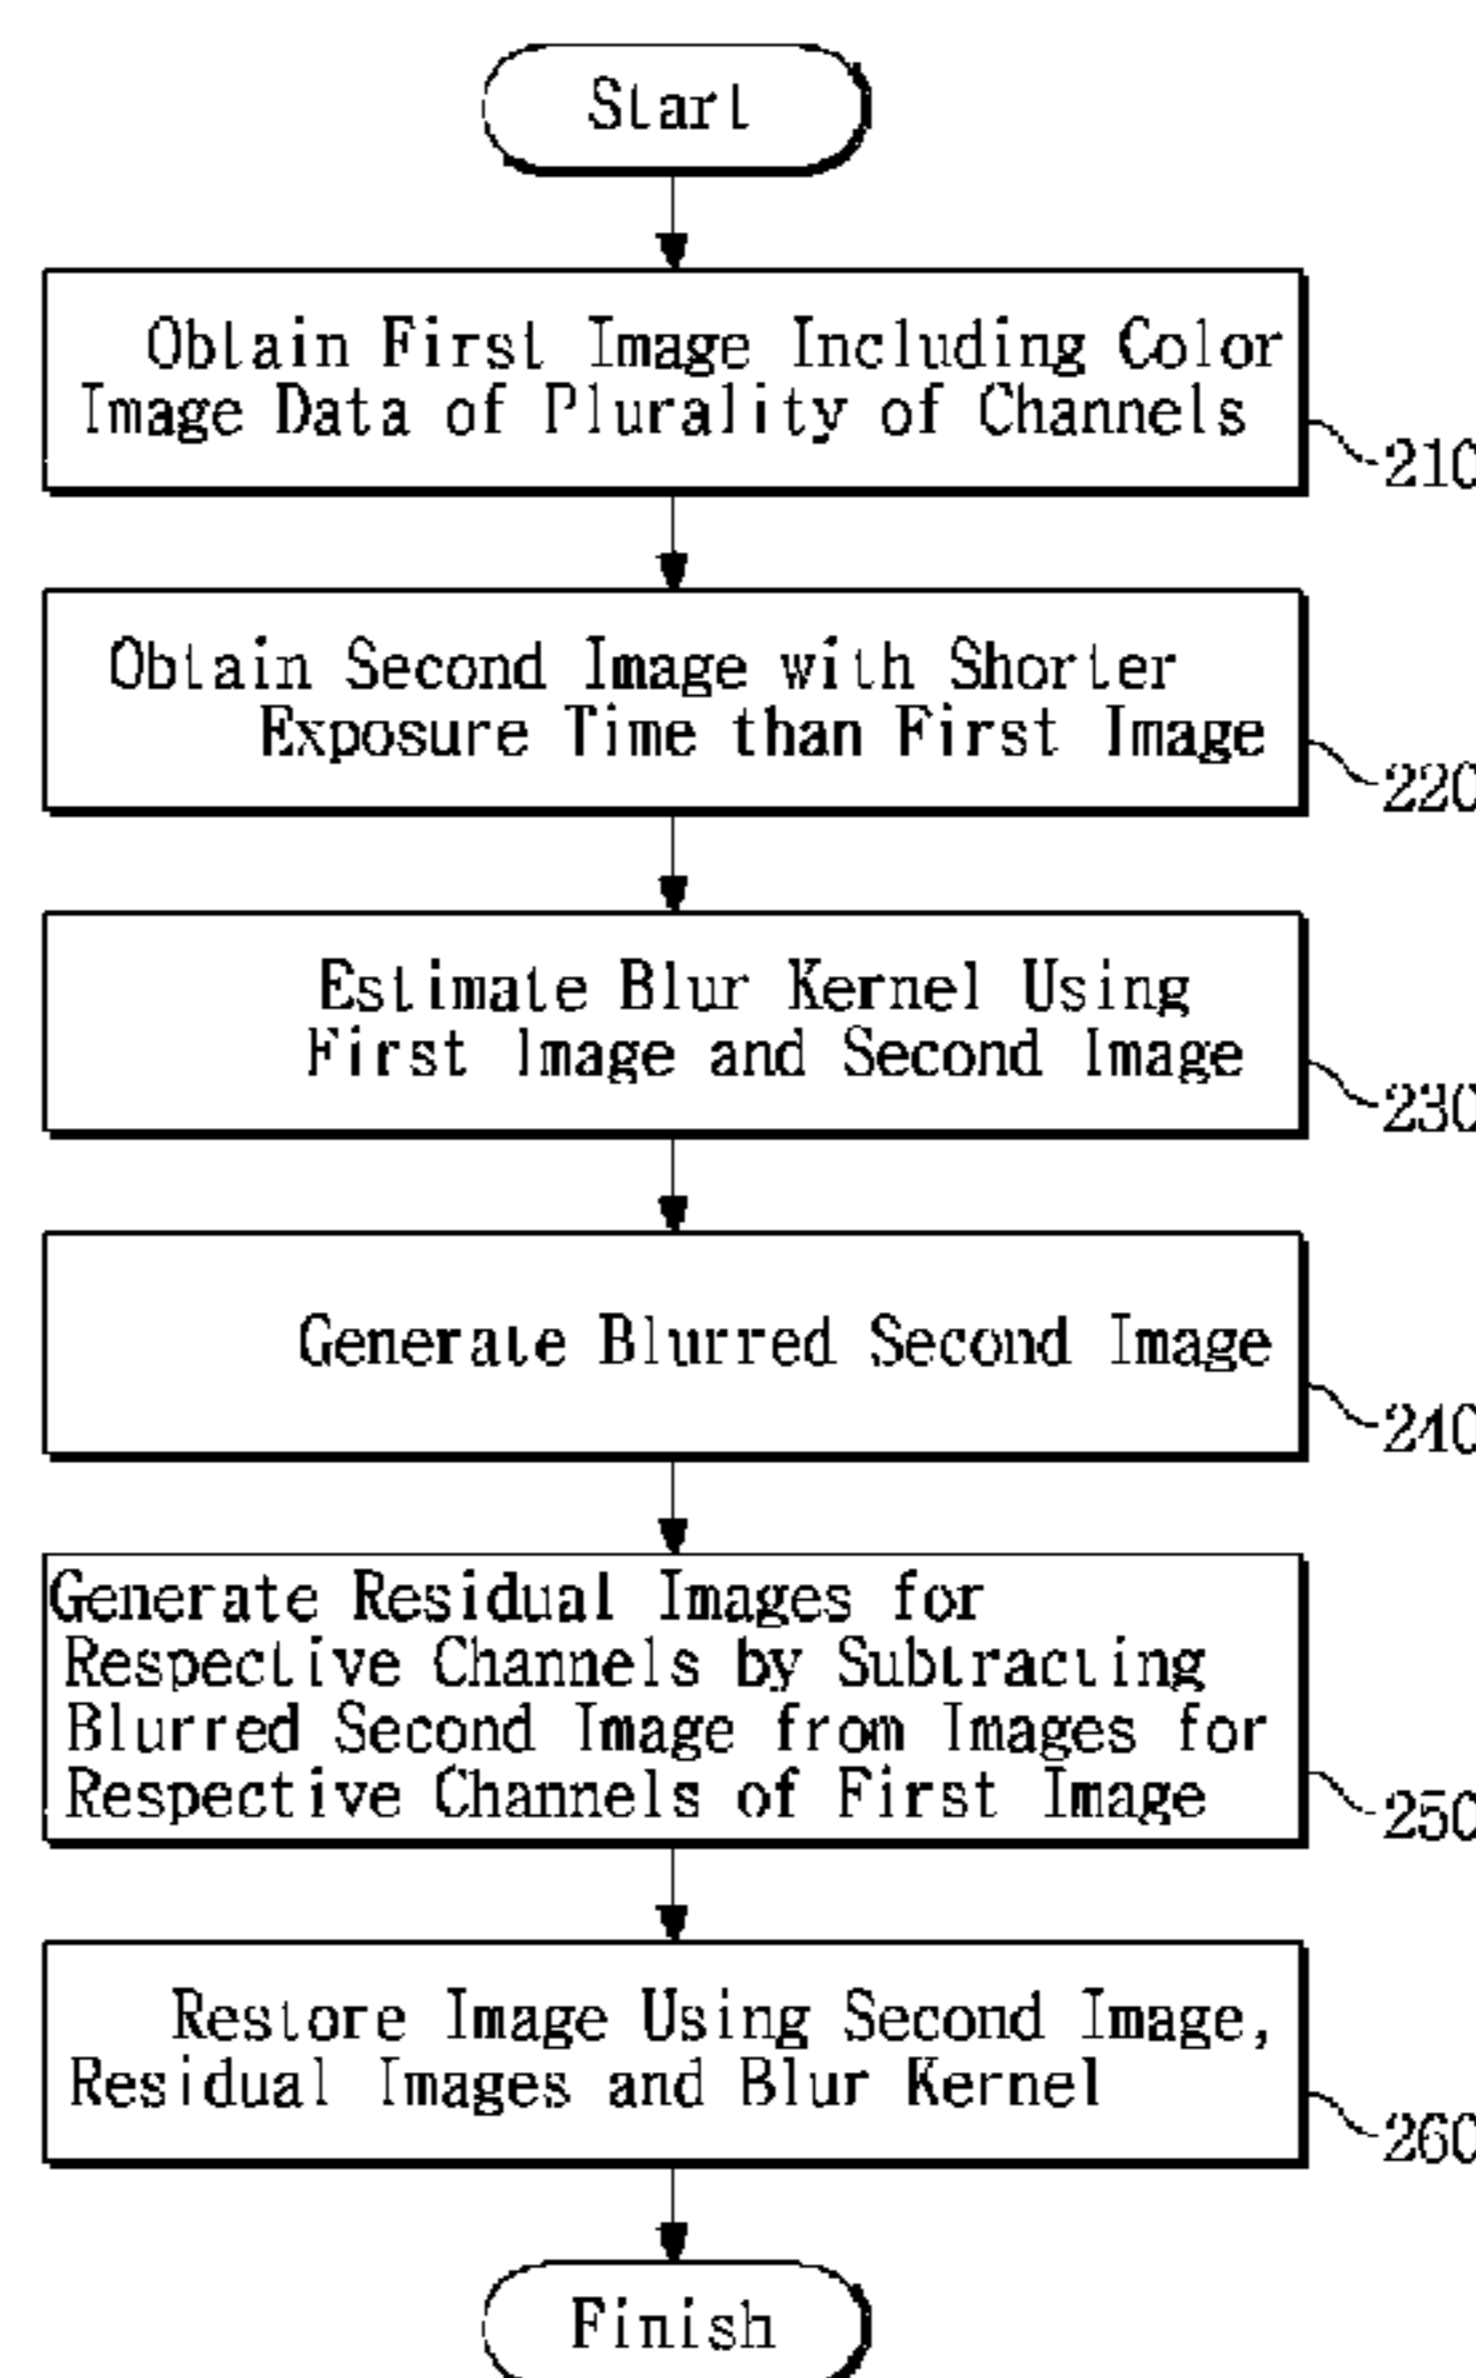 Start
Obtain First Image Including Color
Image Data of Plurality of Channels
210
Obtain Second Image with Shorter
Exposure Time than First Image
220
Estimate Blur Kernel Using
First Image and Second Image
230
Generate Blurred Second Image
240
Generate Residual Images for
Respective Channels by Subtracting
Blurred Second Image from Images for
Respective Channels of First Image
250
Restore Image Using Second Image,
Residual Images and Blur Kernel
260
Finish